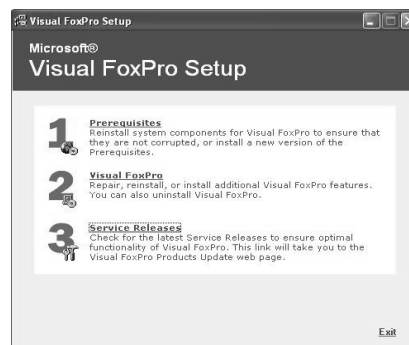 Visual FoxPro Setup
Microsoft®
Visual FoxPro Setup
1
Prerequisites
Reinstall system components for Visual FoxPro to ensure that
they are not corrupted, or install a new version of the
Prerequisites.
2
Visual FoxPro
Repair, reinstall, or install additional Visual FoxPro features.
You can also uninstall Visual FoxPro.
3
Service Releases
Check for the latest Service Releases to ensure optimal
functionality of Visual FoxPro. This link will take you to the
Visual FoxPro Products Update web page.
Exit